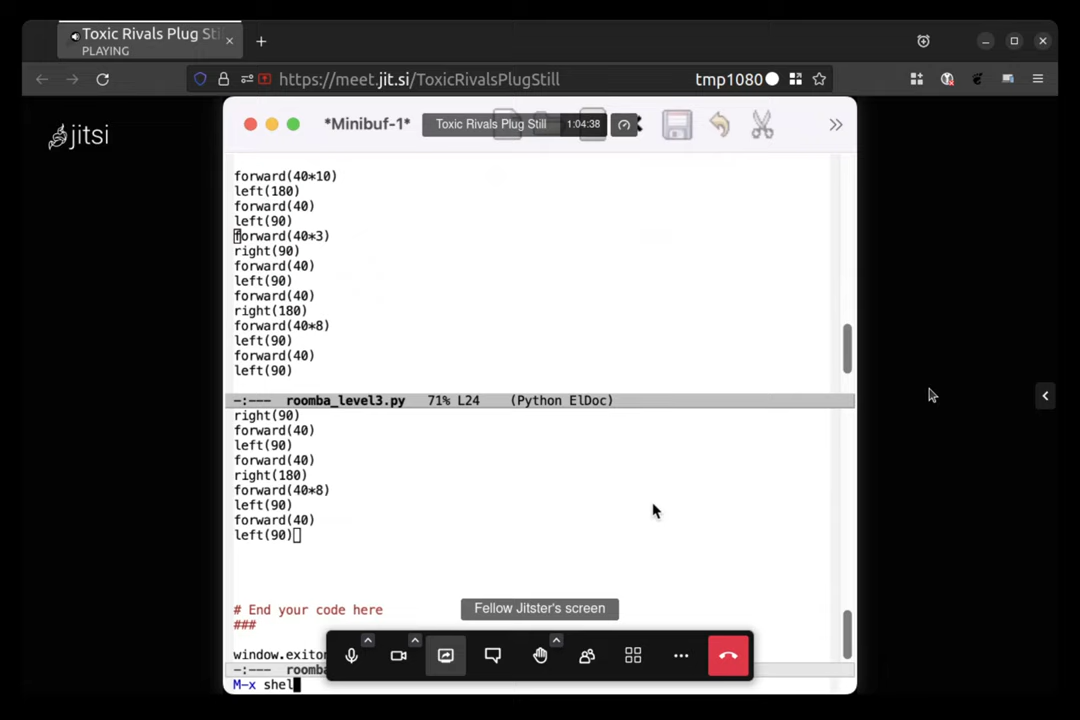 Toxic Rivals Plug Sti
PLAYING
https://meet.jit.si/ToxicRivalsPlugStill
tmp1080
jitsi
*Minibuf-1*
Toxic Rivals Plug Still
1:04:38
forward(40*10)
left(180)
forward(40)
left(90)
forward(40*3)
right(90)
forward(40)
left(90)
forward(40)
right(180)
forward(40*8)
left(90)
forward(40)
left(90)
-:--- roomba_level3.py 71% L24 (Python ElDoc)
right(90)
forward(40)
left(90)
forward(40)
right(180)
forward(40*8)
left(90)
forward(40)
left(90)
# End your code here
Fellow Jitster's screen
###
window.exiton
-:--- roomba
M-x shel